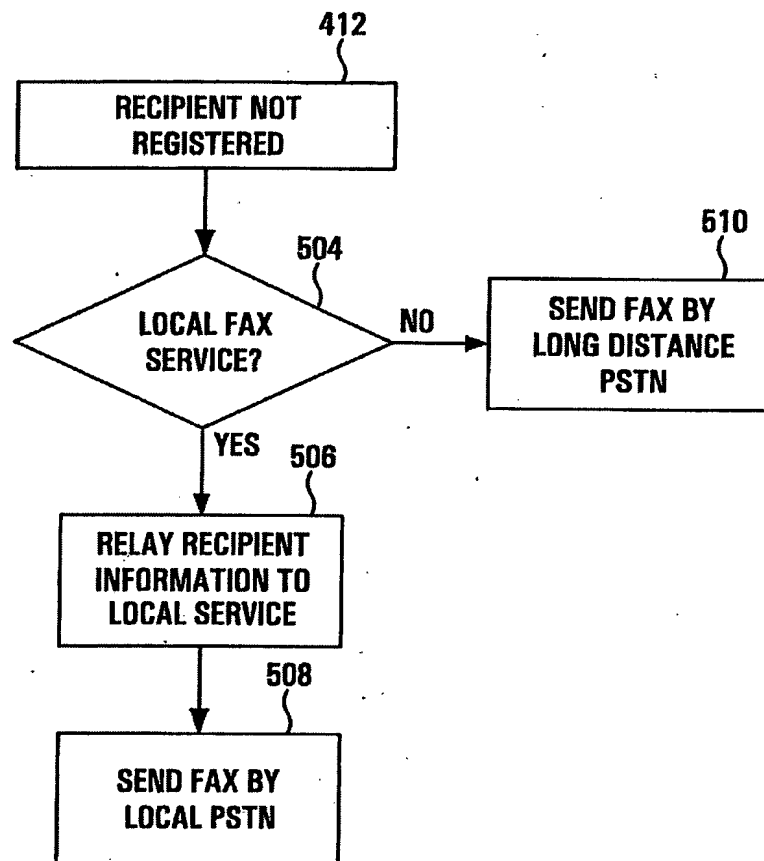 412
RECIPIENT NOT
REGISTERED
504
LOCAL FAX
SERVICE?
NO
510
SEND FAX BY
LONG DISTANCE
PSTN
YES
506
RELAY RECIPIENT
INFORMATION TO
LOCAL SERVICE
508
SEND FAX BY
LOCAL PSTN